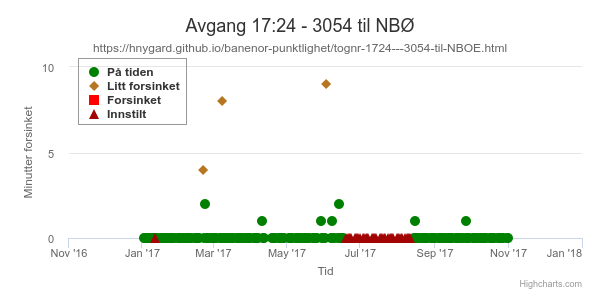 Avgang 17:24 - 3054 til NBØ
https://hnygard.github.io/banenor-punktlighet/tognr-1724---3054-til-NBOE.html
På tiden
Litt forsinket
Forsinket
Innstilt
Minutter forsinket
10
5
0
Nov '16
Jan '17
Mar '17
May '17
Jul '17
Sep '17
Nov '17
Jan '18
Tid
Highcharts.com